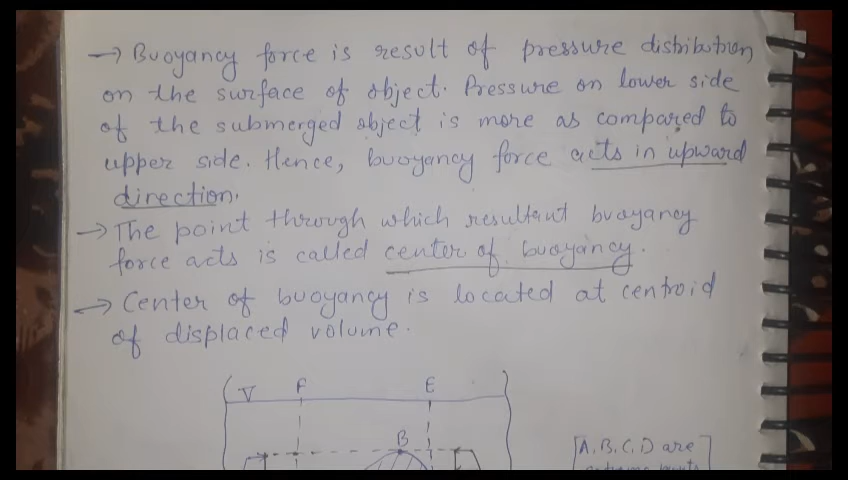 → Buoyancy force is result of pressure distribution
on the surface of object. Pressure on lower side
of the submerged object is more as compared to
upper side. Hence, buoyancy force acts in upward
direction.
→ The point through which resultant buoyancy
force acts is called center of buoyancy.
→ Center of buoyancy is located at centroid
of displaced volume.
F E
B
[A, B, C, D are]